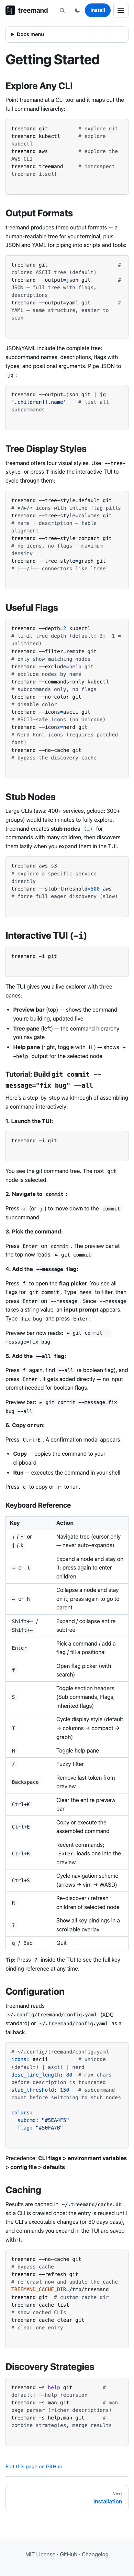 treemand
Install
Docs menu
Getting Started
Explore Any CLI
Point treemand at a CLI tool and it maps out the
full command hierarchy:
treemand git # explore git
treemand kubectl # explore
kubectl
treemand aws # explore the
AWS CLI
treemand treemand # introspect
treemand itself
Output Formats
treemand produces three output formats — a
human-readable tree for your terminal, plus
JSON and YAML for piping into scripts and tools:
treemand git #
colored ASCII tree (default)
treemand --output=json git #
JSON — full tree with flags,
descriptions
treemand --output=yaml git #
YAML — same structure, easier to
scan
JSON/YAML include the complete tree:
subcommand names, descriptions, flags with
types, and positional arguments. Pipe JSON to
jq :
treemand --output=json git | jq
'.children[].name' # list all
subcommands
Tree Display Styles
treemand offers four visual styles. Use --tree-
style or press T inside the interactive TUI to
cycle through them:
treemand --tree-style=default git
# ▼/▶/• icons with inline flag pills
treemand --tree-style=columns git
# name · description — table
alignment
treemand --tree-style=compact git
# no icons, no flags — maximum
density
treemand --tree-style=graph git
# ├──/└── connectors like `tree`
Useful Flags
treemand --depth=2 kubectl
# limit tree depth (default: 3; -1 =
unlimited)
treemand --filter=remote git
# only show matching nodes
treemand --exclude=help git
# exclude nodes by name
treemand --commands-only kubectl
# subcommands only, no flags
treemand --no-color git
# disable color
treemand --icons=ascii git
# ASCII-safe icons (no Unicode)
treemand --icons=nerd git
# Nerd Font icons (requires patched
font)
treemand --no-cache git
# bypass the discovery cache
Stub Nodes
Large CLIs (aws: 400+ services, gcloud: 300+
groups) would take minutes to fully explore.
treemand creates stub nodes (…) for
commands with many children, then discovers
them lazily when you expand them in the TUI.
treemand aws s3
# explore a specific service
directly
treemand --stub-threshold=500 aws
# force full eager discovery (slow)
Interactive TUI (-i)
treemand -i git
The TUI gives you a live explorer with three
panes:
• Preview bar (top) — shows the command
you're building, updated live
• Tree pane (left) — the command hierarchy
you navigate
• Help pane (right, toggle with H ) — shows -
-help output for the selected node
Tutorial: Build git commit --
message="fix bug" --all
Here's a step-by-step walkthrough of assembling
a command interactively:
1. Launch the TUI:
treemand -i git
You see the git command tree. The root git
node is selected.
2. Navigate to commit :
Press ↓ (or j ) to move down to the commit
subcommand.
3. Pick the command:
Press Enter on commit . The preview bar at
the top now reads: ► git commit
4. Add the --message flag:
Press f to open the flag picker. You see all
flags for git commit . Type mess to filter, then
press Enter on --message . Since --message
takes a string value, an input prompt appears.
Type fix bug and press Enter .
Preview bar now reads: ► git commit --
message=fix bug
5. Add the --all flag:
Press f again, find --all (a boolean flag), and
press Enter . It gets added directly — no input
prompt needed for boolean flags.
Preview bar: ► git commit --message=fix
bug --all
6. Copy or run:
Press Ctrl+E . A confirmation modal appears:
• Copy — copies the command to your
clipboard
• Run — executes the command in your shell
Press c to copy or r to run.
Keyboard Reference
Key Action
↓ / ↑ or
j / k
Navigate tree (cursor only
— never auto-expands)
→ or l
Expand a node and stay on
it; press again to enter
children
← or h
Collapse a node and stay
on it; press again to go to
parent
Shift+→ /
Shift+←
Expand / collapse entire
subtree
Enter
Pick a command / add a
flag / fill a positional
f
Open flag picker (with
search)
S
Toggle section headers
(Sub commands, Flags,
Inherited flags)
T
Cycle display style (default
→ columns → compact →
graph)
H Toggle help pane
/ Fuzzy filter
Backspace
Remove last token from
preview
Ctrl+K
Clear the entire preview
bar
Ctrl+E
Copy or execute the
assembled command
Ctrl+R
Recent commands;
Enter loads one into the
preview
Ctrl+S
Cycle navigation scheme
(arrows → vim → WASD)
R
Re-discover / refresh
children of selected node
?
Show all key bindings in a
scrollable overlay
q / Esc Quit
Tip: Press ? inside the TUI to see the full key
binding reference at any time.
Configuration
treemand reads
~/.config/treemand/config.yaml (XDG
standard) or ~/.treemand/config.yaml as a
fallback.
# ~/.config/treemand/config.yaml
icons: ascii # unicode
(default) | ascii | nerd
desc_line_length: 80 # max chars
before description is truncated
stub_threshold: 150 # subcommand
count before switching to stub nodes
colors:
subcmd: "#5EA4F5"
flag: "#50FA7B"
Precedence: CLI flags > environment variables
> config file > defaults
Caching
Results are cached in ~/.treemand/cache.db ,
so a CLI is crawled once: the entry is reused until
the CLI's executable changes (or 30 days pass),
and commands you expand in the TUI are saved
with it.
treemand --no-cache git
# bypass cache
treemand --refresh git
# re-crawl now and update the cache
TREEMAND_CACHE_DIR=/tmp/treemand
treemand git # custom cache dir
treemand cache list
# show cached CLIs
treemand cache clear git
# clear one entry
Discovery Strategies
treemand -s help git #
default: --help recursion
treemand -s man git # man
page parser (richer descriptions)
treemand -s help,man git #
combine strategies, merge results
Edit this page on GitHub
Next
Installation
MIT License · GitHub · Changelog